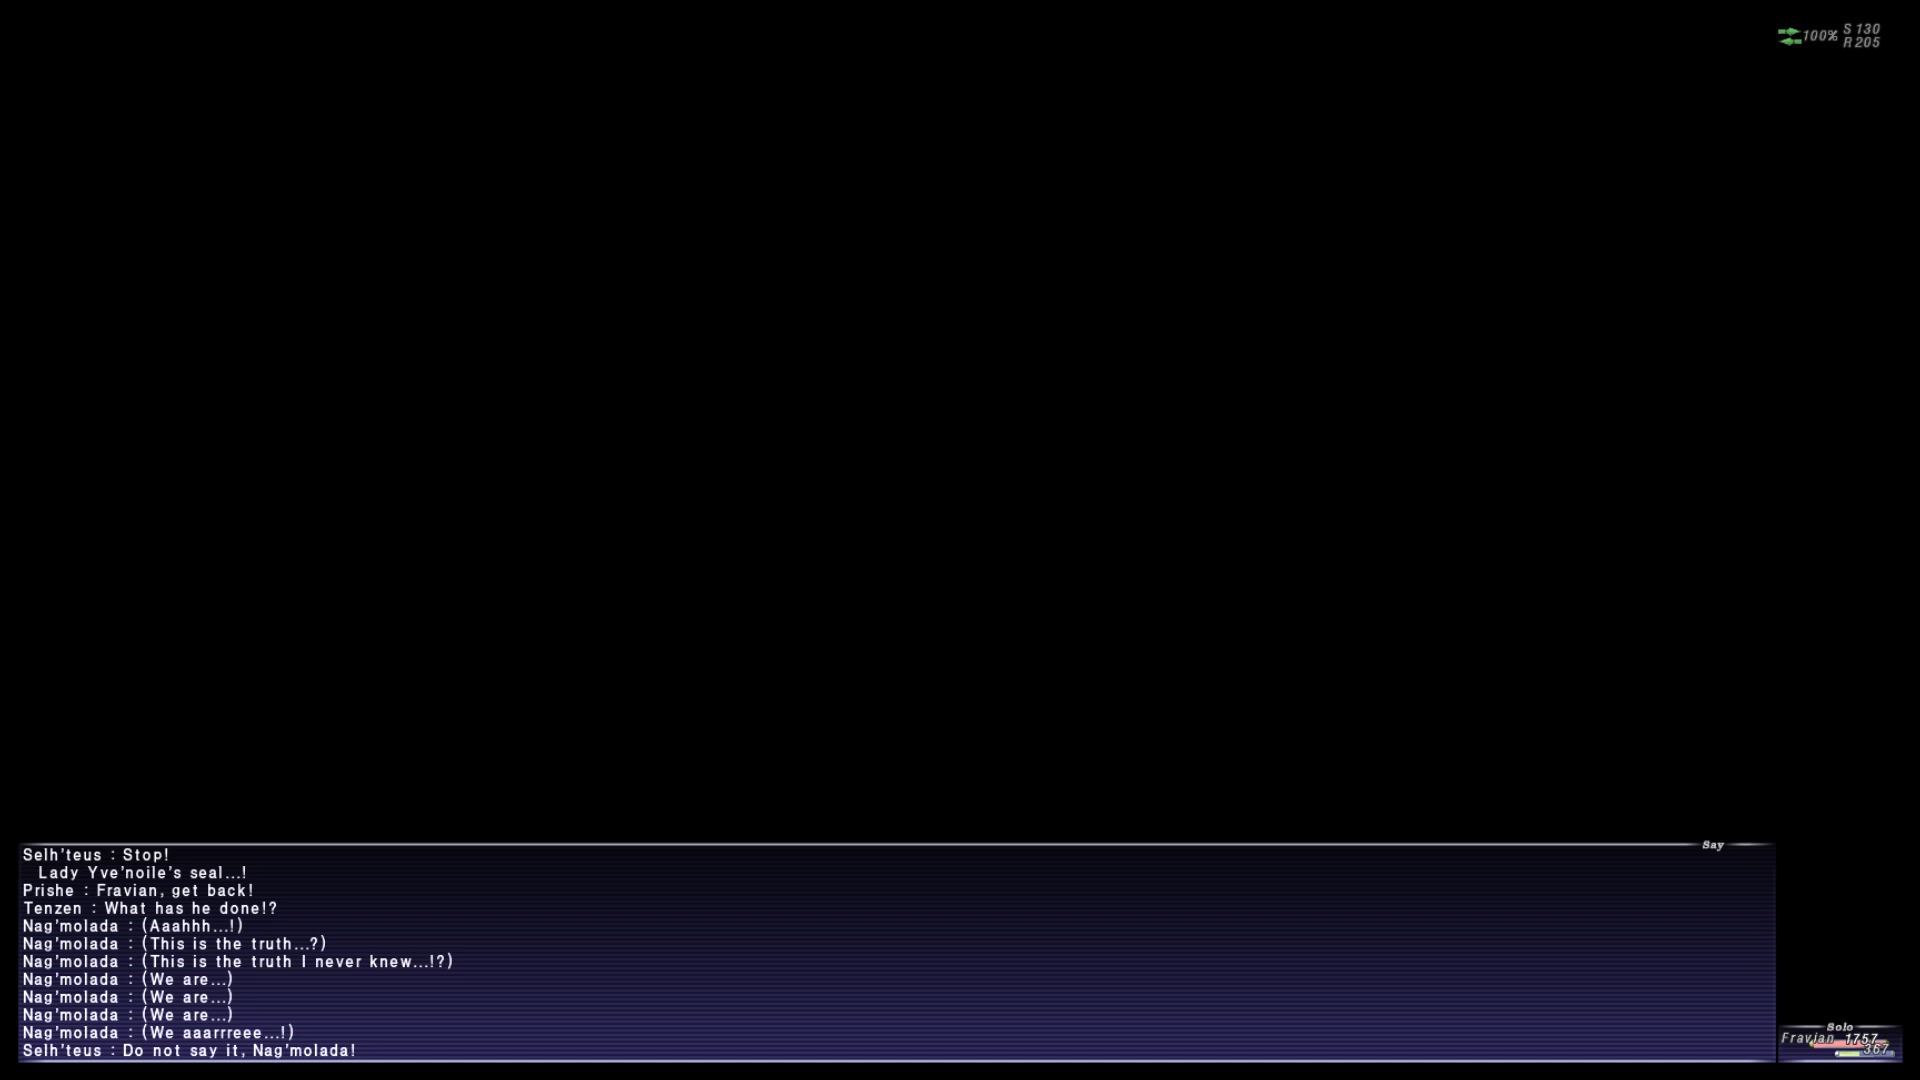 100% S 130
R 205
Say
Selh'teus : Stop!
Lady Yve'noile's seal...!
Prishe : Fravian, get back!
Tenzen : What has he done!?
Nag'molada : (Aaahhh...!)
Nag'molada : (This is the truth...?)
Nag'molada : (This is the truth I never knew...!?)
Nag'molada : (We are...)
Nag'molada : (We are...)
Nag'molada : (We are...)
Nag'molada : (We aaarrreee...!)
Selh'teus : Do not say it, Nag'molada!
Solo
Fravian 1757
367